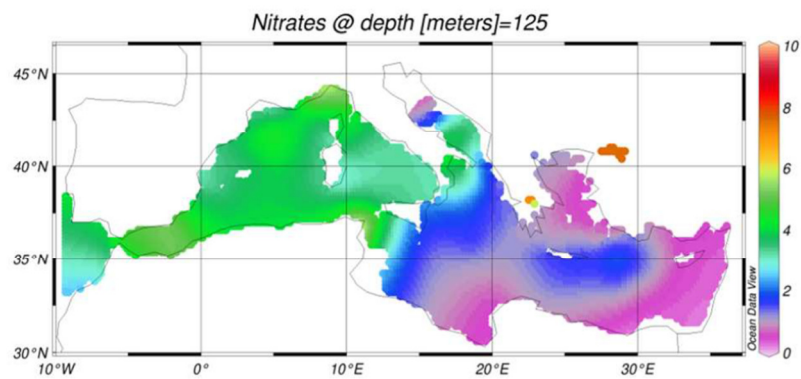 Nitrates @ depth [meters]=125
45°N
40°N
35°N
30°N
10°W
0°
10°E
20°E
30°E
10
8
6
4
2
0
Ocean Data View